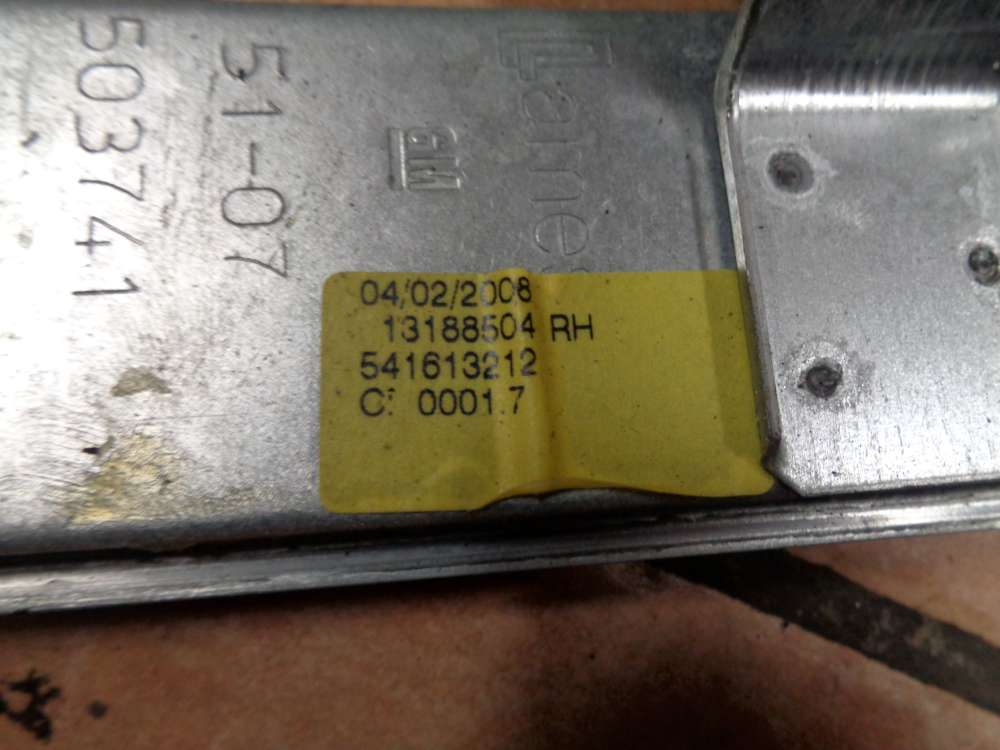 51-07
503741
GM
04/02/2008
13188504 RH
541613212
C: 0001.7